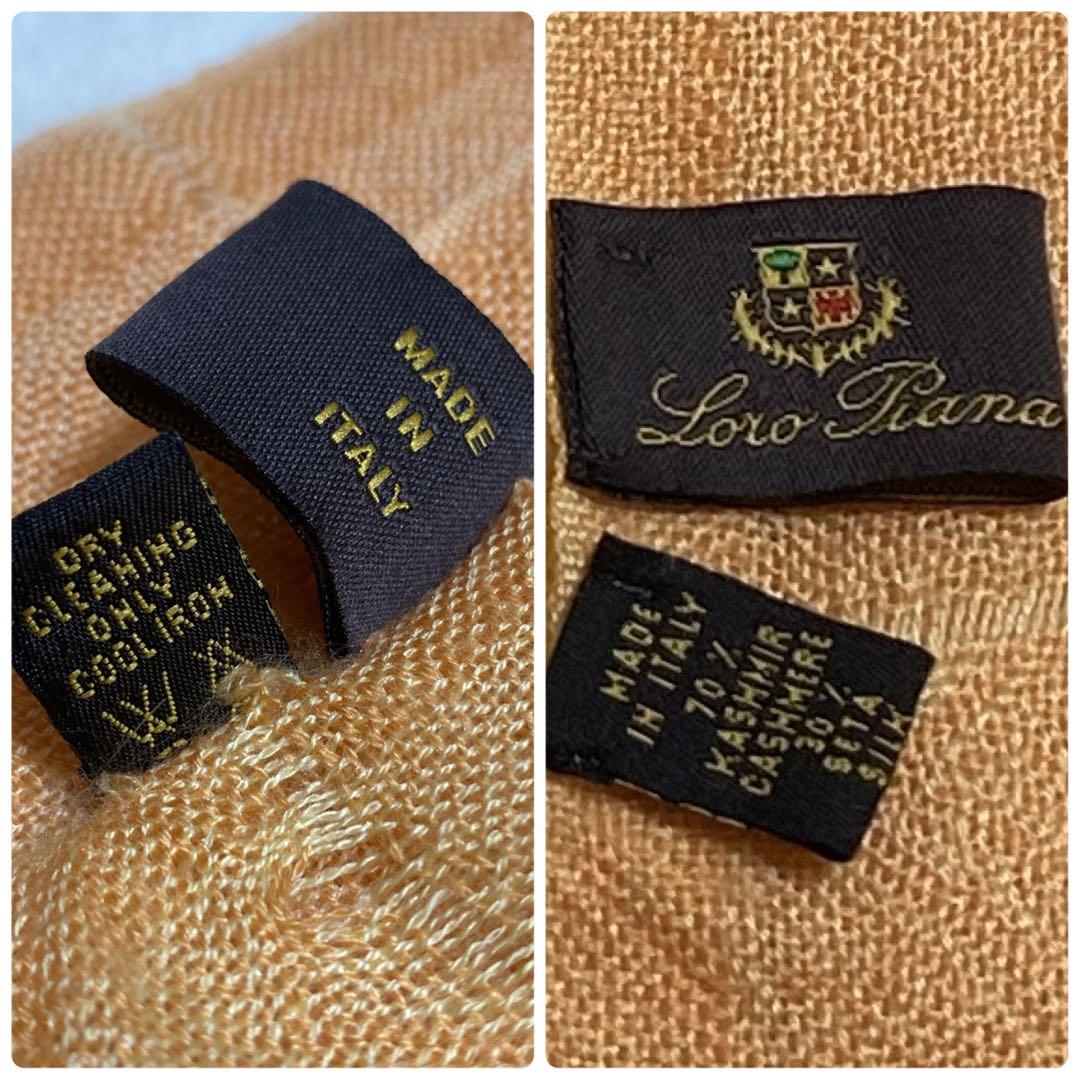 MADE
IN
ITALY
DRY
CLEANING
ONLY
COOL IRON
Loro Piana
MADE
IN ITALY
70 %
KASHMIR
CASHMERE
30 %
SETA
SILK